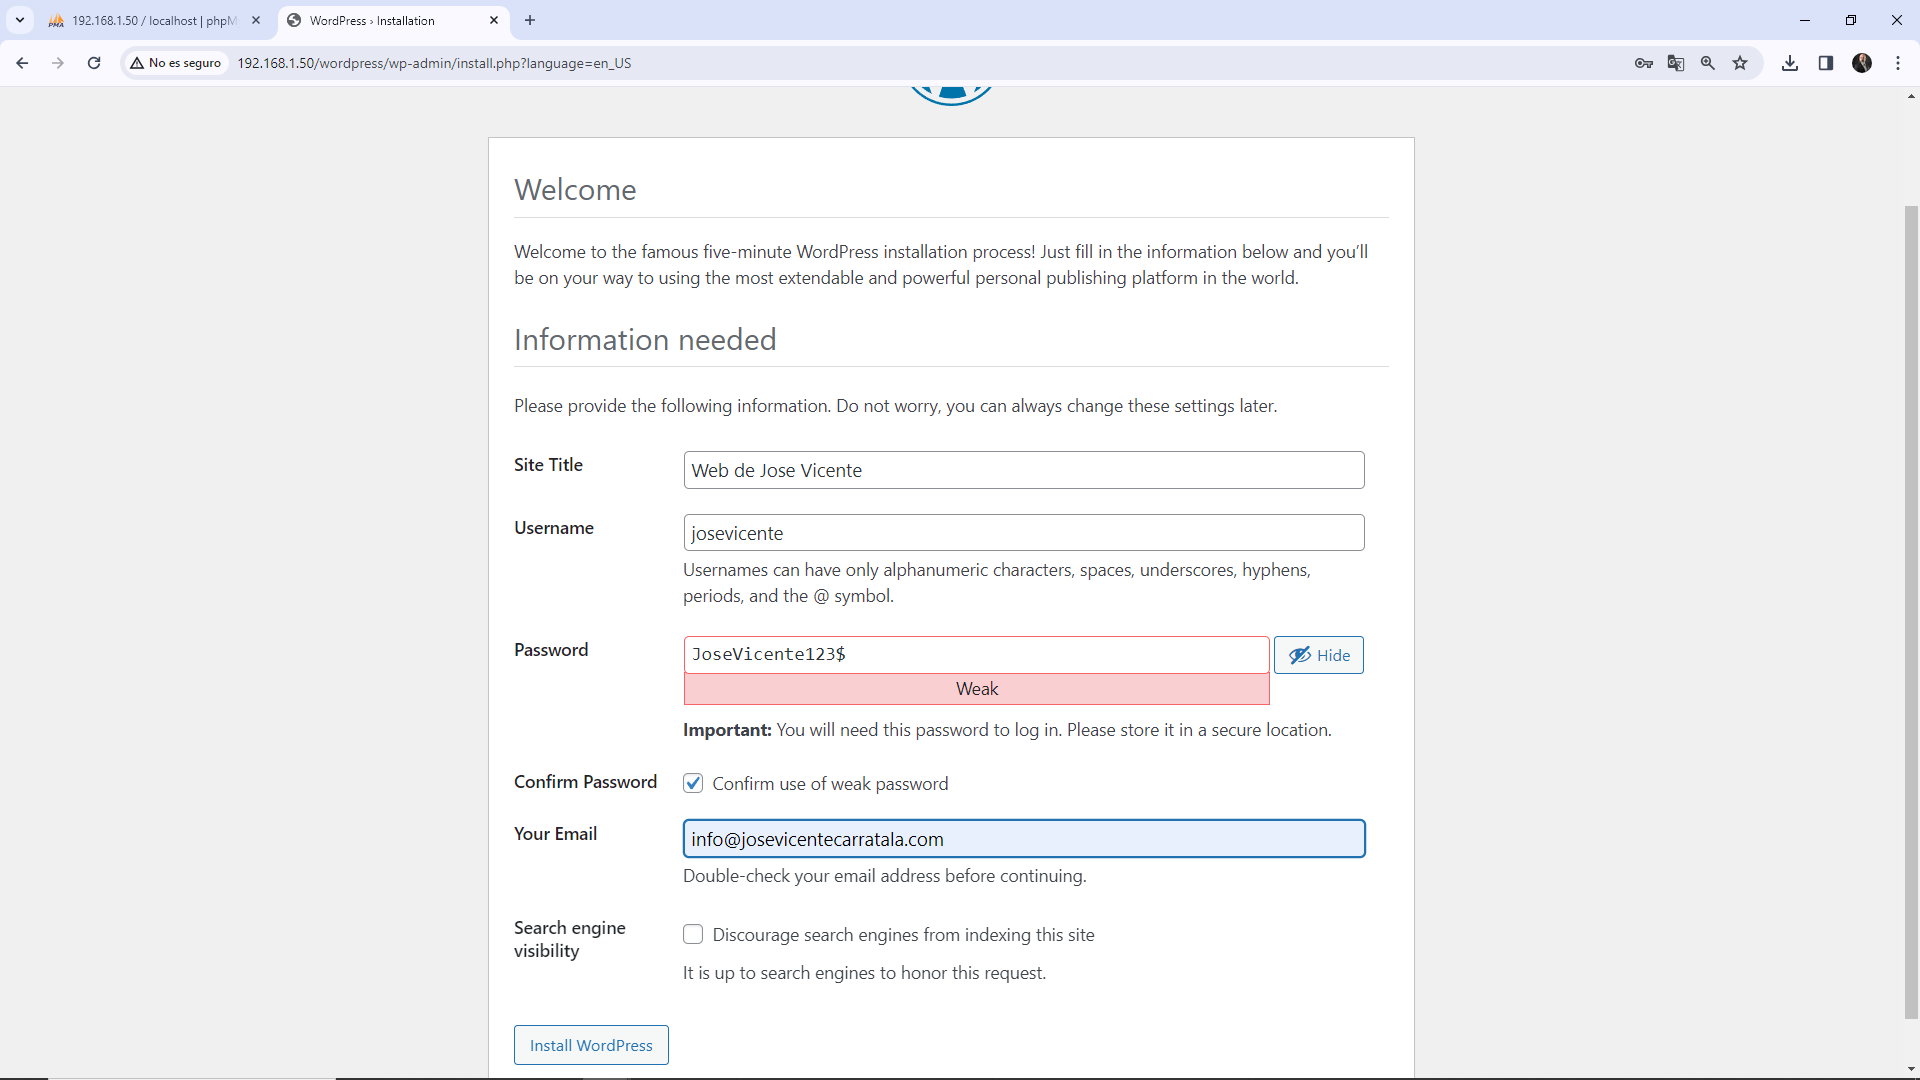 192.168.1.50 / localhost | phpM
WordPress › Installation
No es seguro
192.168.1.50/wordpress/wp-admin/install.php?language=en_US
Welcome
Welcome to the famous five-minute WordPress installation process! Just fill in the information below and you’ll
be on your way to using the most extendable and powerful personal publishing platform in the world.
Information needed
Please provide the following information. Do not worry, you can always change these settings later.
Site Title
Web de Jose Vicente
Username
josevicente
Usernames can have only alphanumeric characters, spaces, underscores, hyphens,
periods, and the @ symbol.
Password
JoseVicente123$
Hide
Weak
Important: You will need this password to log in. Please store it in a secure location.
Confirm Password
Confirm use of weak password
Your Email
info@josevicentecarratala.com
Double-check your email address before continuing.
Search engine
visibility
Discourage search engines from indexing this site
It is up to search engines to honor this request.
Install WordPress